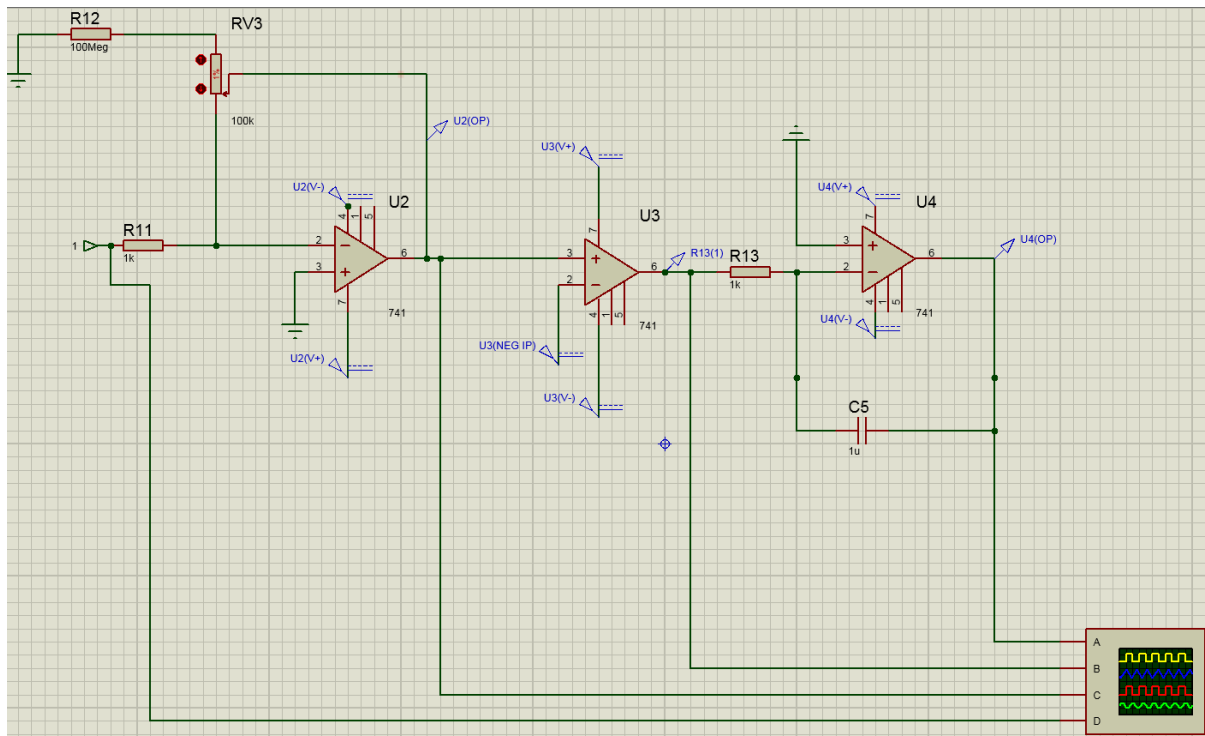 R12
100Meg
RV3
1%
100k
U2(OP)
U3(V+)
U2(V-)
U2
4
1
5
U4(V+)
U4
7
U3
7
1
R11
1k
2
3
6
7
741
U2(V+)
3
2
6
4
1
5
741
R13(1)
R13
1k
3
2
6
4
1
5
741
U4(OP)
U4(V-)
U3(NEG IP)
U3(V-)
C5
1u
A
B
C
D